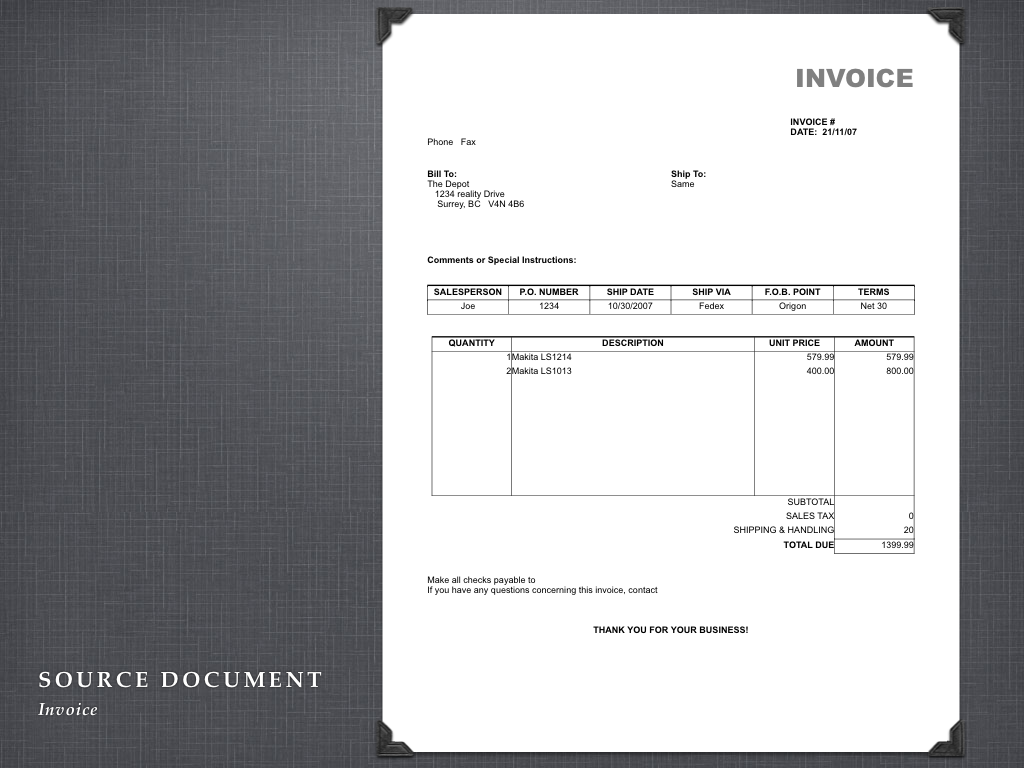 INVOICE
INVOICE #
DATE: 21/11/07
Phone Fax
Bill To:
Ship To:
The Depot
Same
1234 reality Drive
Surrey, BC V4N 4B6
Comments or Special Instructions:
SALESPERSON P.O. NUMBER SHIP DATE SHIP VIA F.O.B. POINT TERMS
Joe 1234 10/30/2007 Fedex Origon Net 30
QUANTITY DESCRIPTION UNIT PRICE AMOUNT
1 Makita LS1214 579.99 579.99
2 Makita LS1013 400.00 800.00
SUBTOTAL
SALES TAX 0
SHIPPING & HANDLING 20
TOTAL DUE 1399.99
Make all checks payable to
If you have any questions concerning this invoice, contact
THANK YOU FOR YOUR BUSINESS!
SOURCE DOCUMENT
Invoice